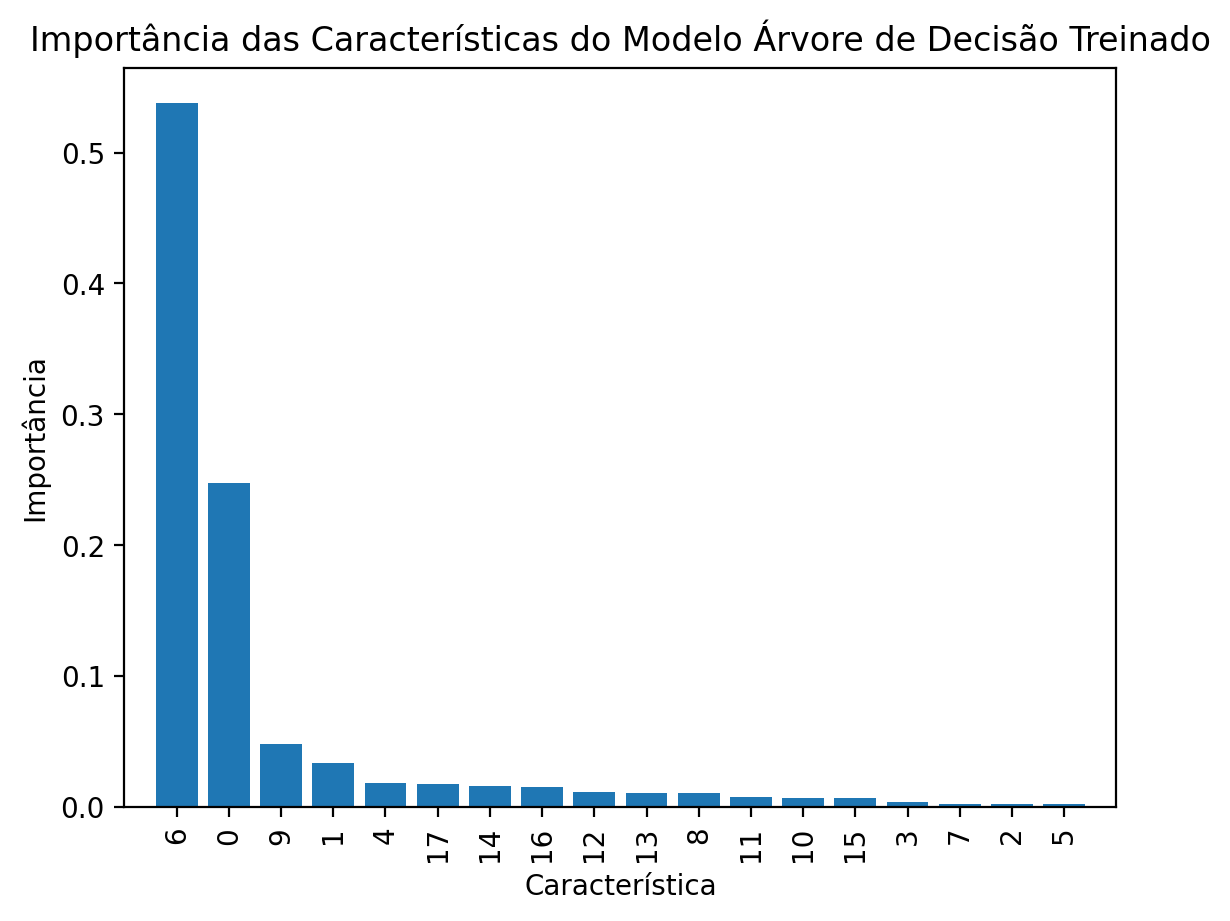 Importância das Características do Modelo Árvore de Decisão Treinado
Importância
0.5
0.4
0.3
0.2
0.1
0.0
6 0 9 1 4 17 14 16 12 13 8 11 10 15 3 7 2 5
Característica